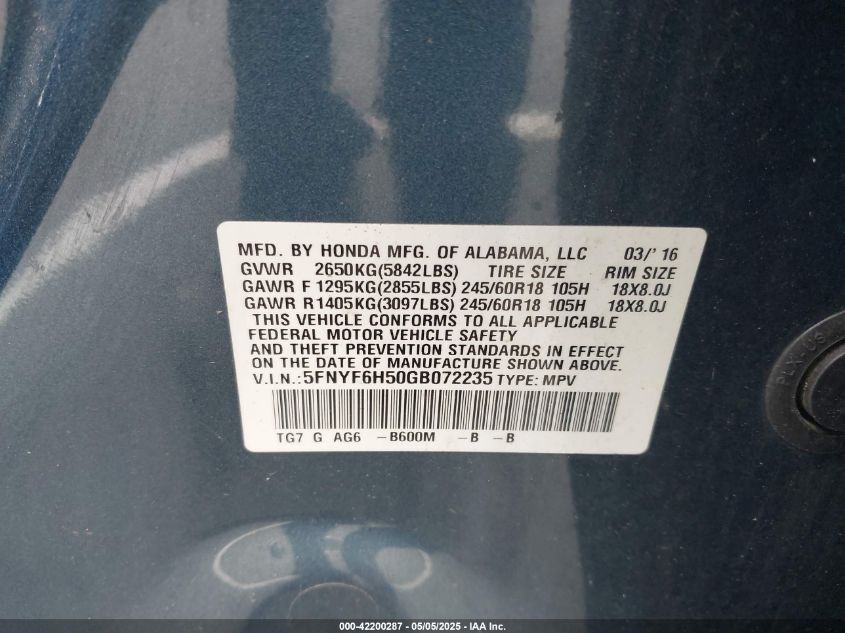 MFD. BY HONDA MFG. OF ALABAMA, LLC 03/'16
GVWR 2650KG(5842LBS) TIRE SIZE RIM SIZE
GAWR F 1295KG(2855LBS) 245/60R18 105H 18X8.0J
GAWR R 1405KG(3097LBS) 245/60R18 105H 18X8.0J
THIS VEHICLE CONFORMS TO ALL APPLICABLE
FEDERAL MOTOR VEHICLE SAFETY
AND THEFT PREVENTION STANDARDS IN EFFECT
ON THE DATE OF MANUFACTURE SHOWN ABOVE.
V.I.N.:5FNYF6H50GB072235 TYPE: MPV
TG7 G AG6 -B600M -B -B
000-42200287 - 05/05/2025 - IAA Inc.